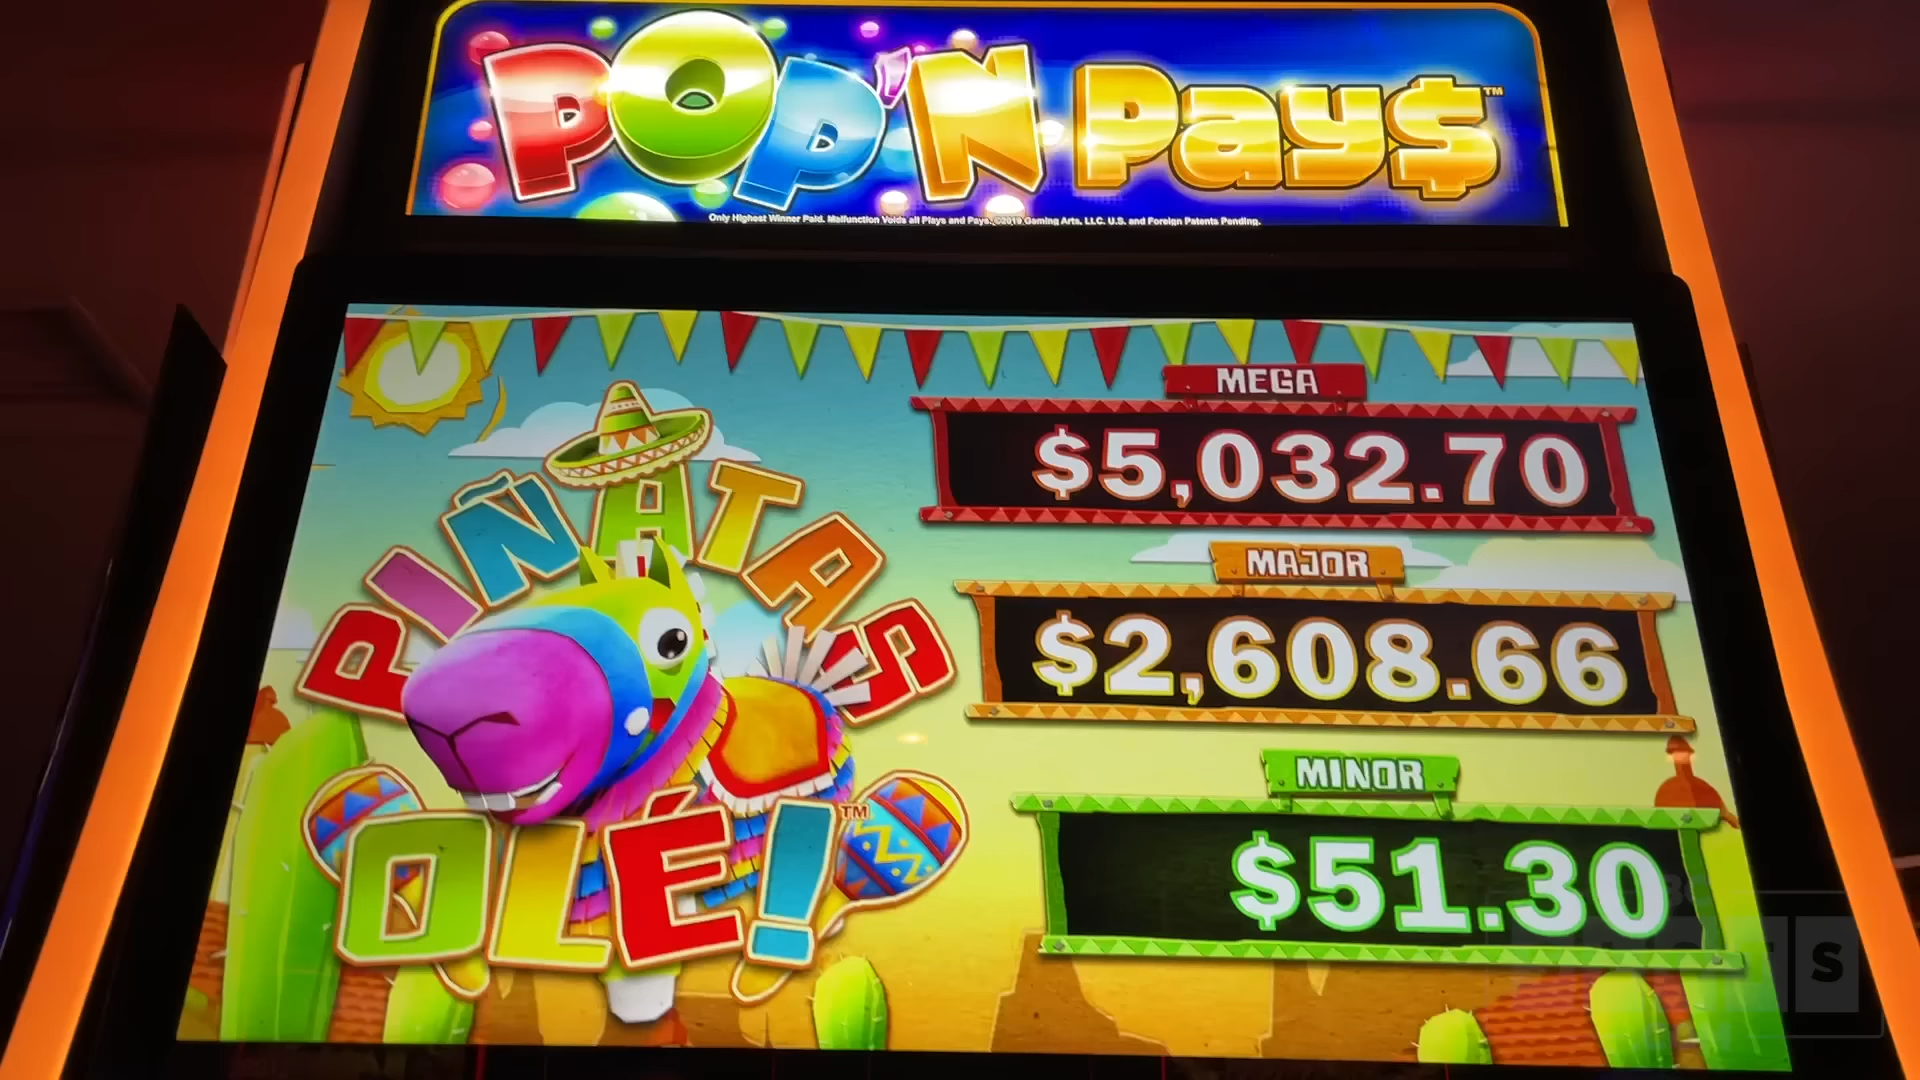 POP'N Pay$™
Only Highest Winner Paid. Malfunction Voids all Plays and Pays. ©2019 Gaming Arts, LLC. U.S. and Foreign Patents Pending.
PIÑATAS
OLÉ!™
MEGA
$5,032.70
MAJOR
$2,608.66
MINOR
$51.30